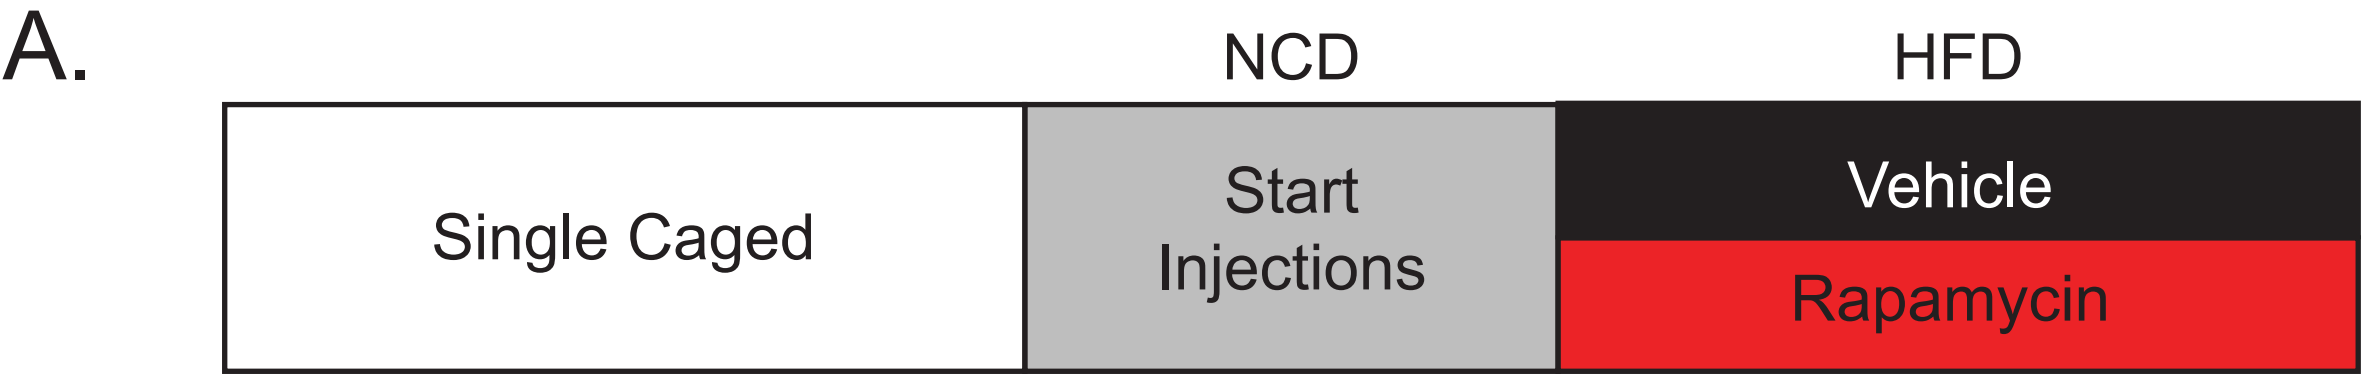 A.
NCD
HFD
Single Caged
Start
Injections
Vehicle
Rapamycin